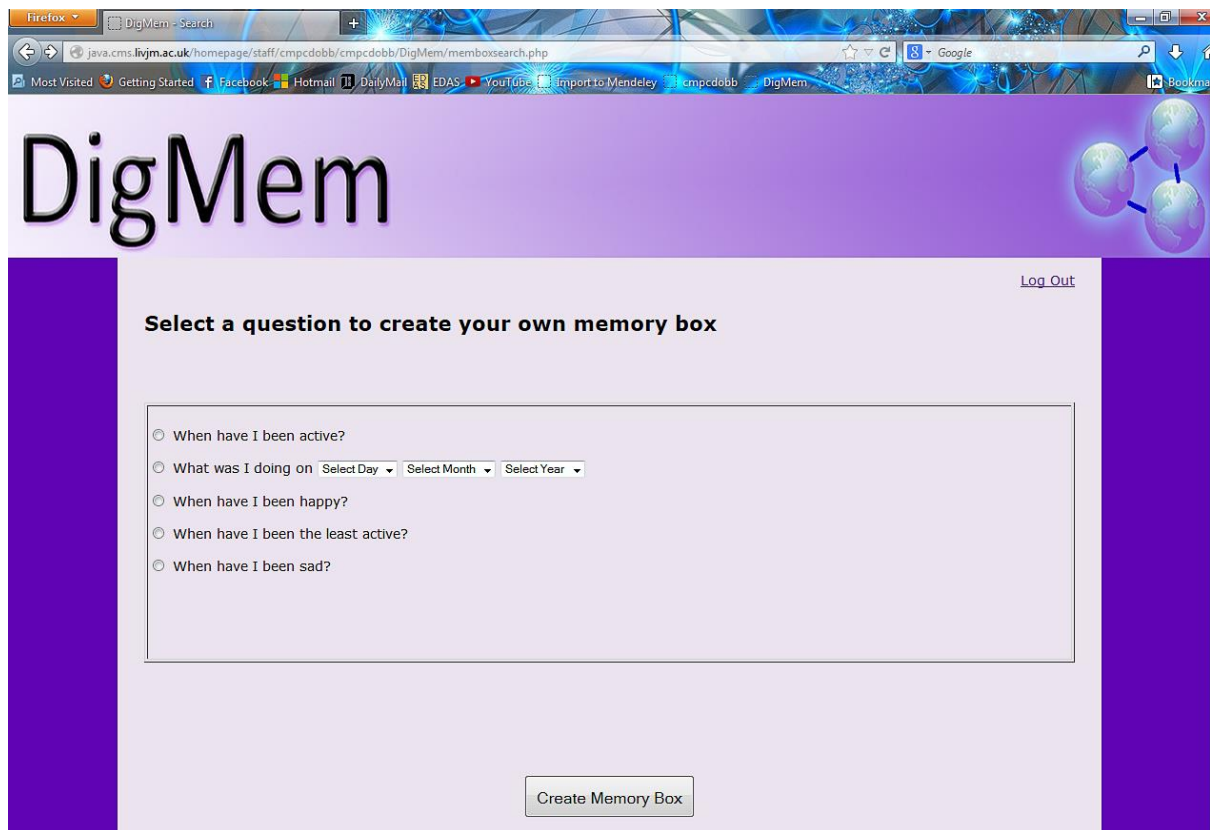 Firefox
DigMem - Search
java.cms.livjm.ac.uk/homepage/staff/cmpcdobb/cmpcdobb/DigMem/memboxsearch.php
Google
Most Visited Getting Started Facebook Hotmail DailyMail EDAS YouTube Import to Mendeley cmpcdobb DigMem Bookma
DigMem
Log Out
Select a question to create your own memory box
When have I been active?
What was I doing on Select Day Select Month Select Year
When have I been happy?
When have I been the least active?
When have I been sad?
Create Memory Box